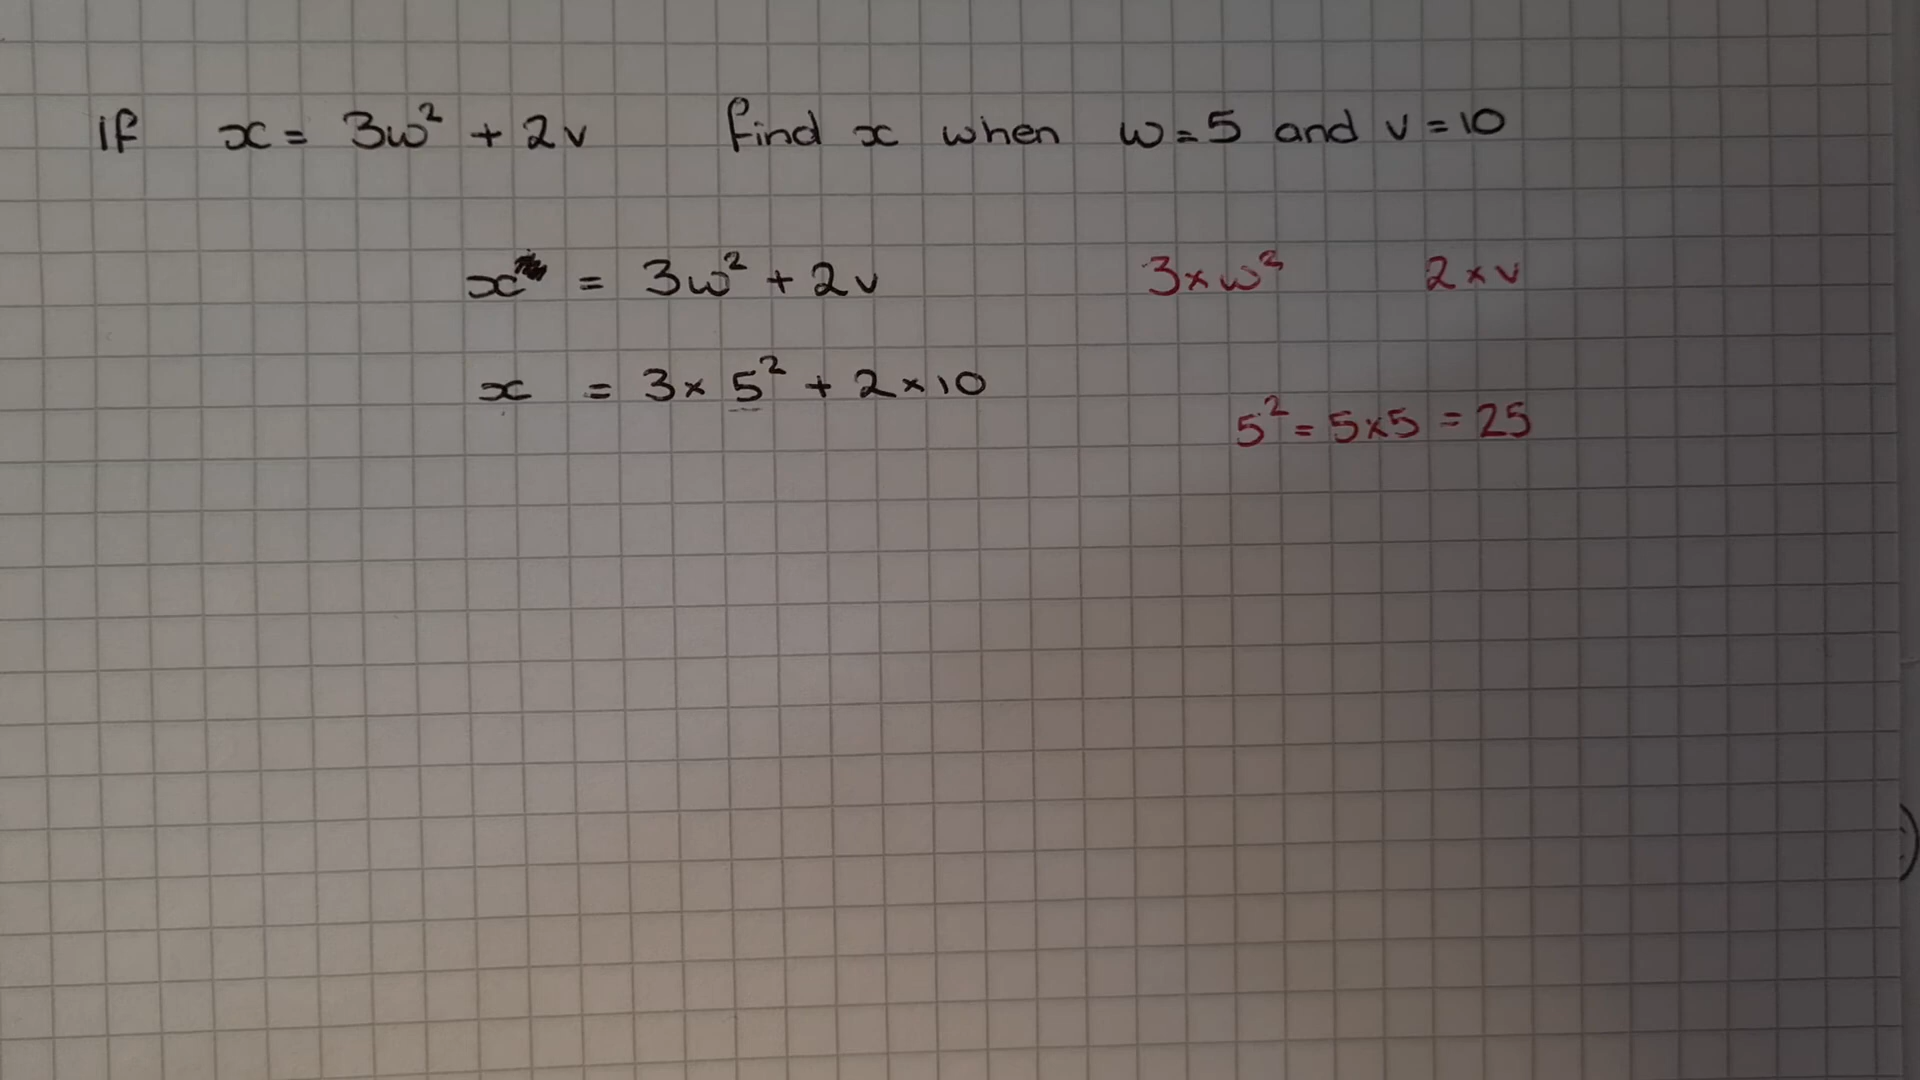 If x = 3w² + 2v find x when w = 5 and v = 10
x = 3w² + 2v 3 × w² 2 × v
x = 3 × 5² + 2 × 10
5² = 5 × 5 = 25